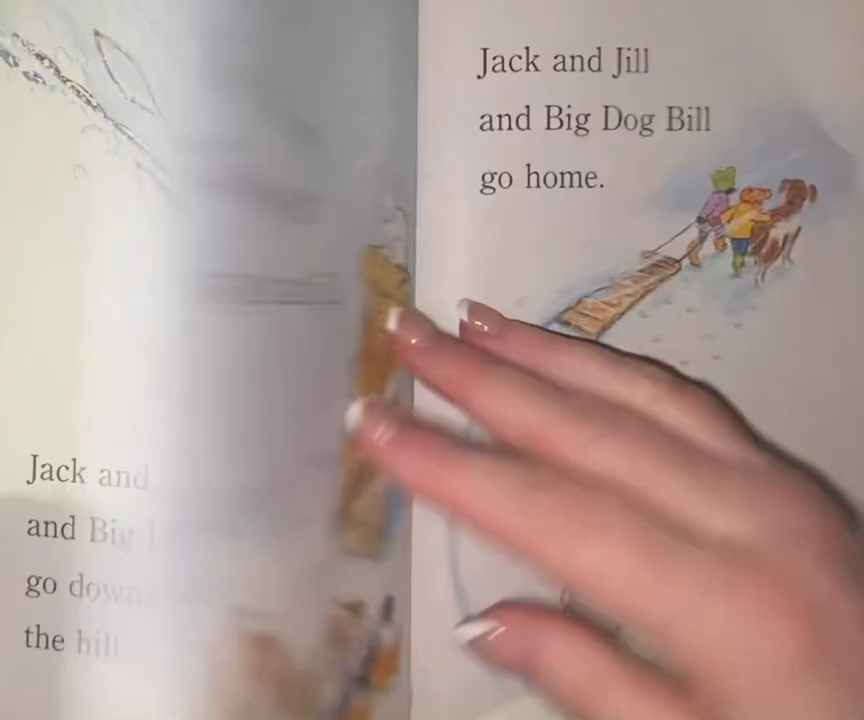 Jack and
and Big
go down
the hill
Jack and Jill
and Big Dog Bill
go home.